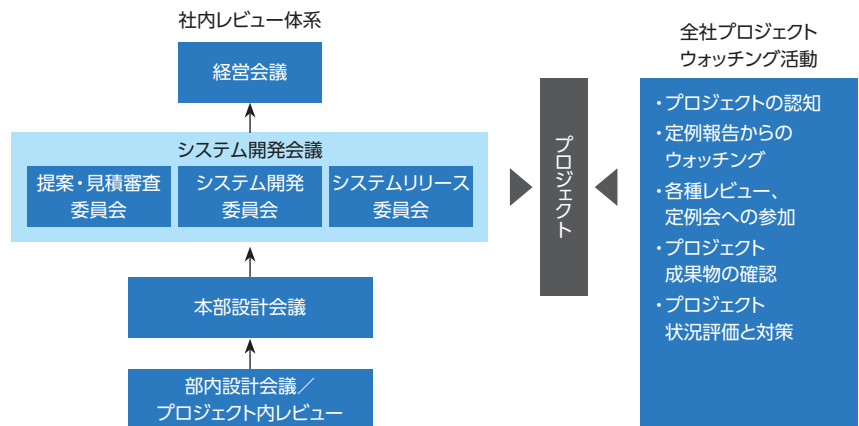 社内レビュー体系
経営会議
システム開発会議
提案・見積審査
委員会
システム開発
委員会
システムリリース
委員会
本部設計会議
部内設計会議／
プロジェクト内レビュー
プロジェクト
全社プロジェクト
ウォッチング活動
・プロジェクトの認知
・定例報告からの
ウォッチング
・各種レビュー、
定例会への参加
・プロジェクト
成果物の確認
・プロジェクト
状況評価と対策